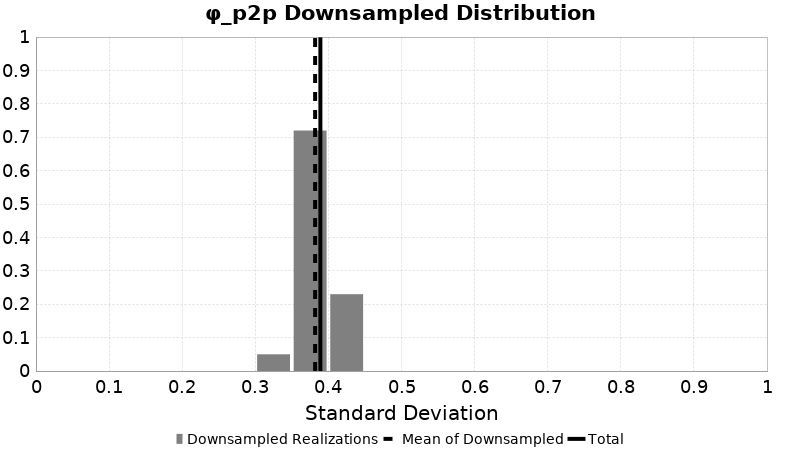 φ_p2p Downsampled Distribution
1
0.9
0.8
0.7
0.6
0.5
0.4
0.3
0.2
0.1
0
0 0.1 0.2 0.3 0.4 0.5 0.6 0.7 0.8 0.9 1
Standard Deviation
Downsampled Realizations Mean of Downsampled Total